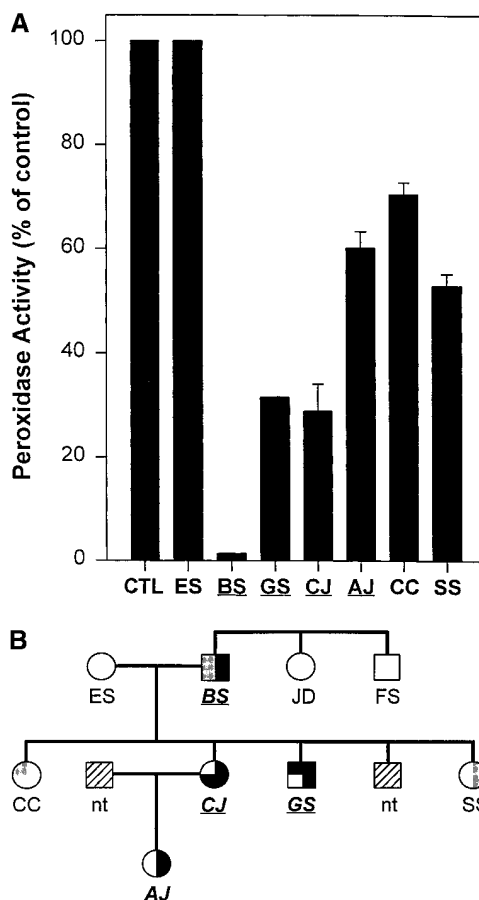 A
Peroxidase Activity (% of control)
100
80
60
40
20
0
CTL ES BS GS CJ AJ CC SS
B
ES BS JD FS
CC nt CJ GS nt SS
AJ